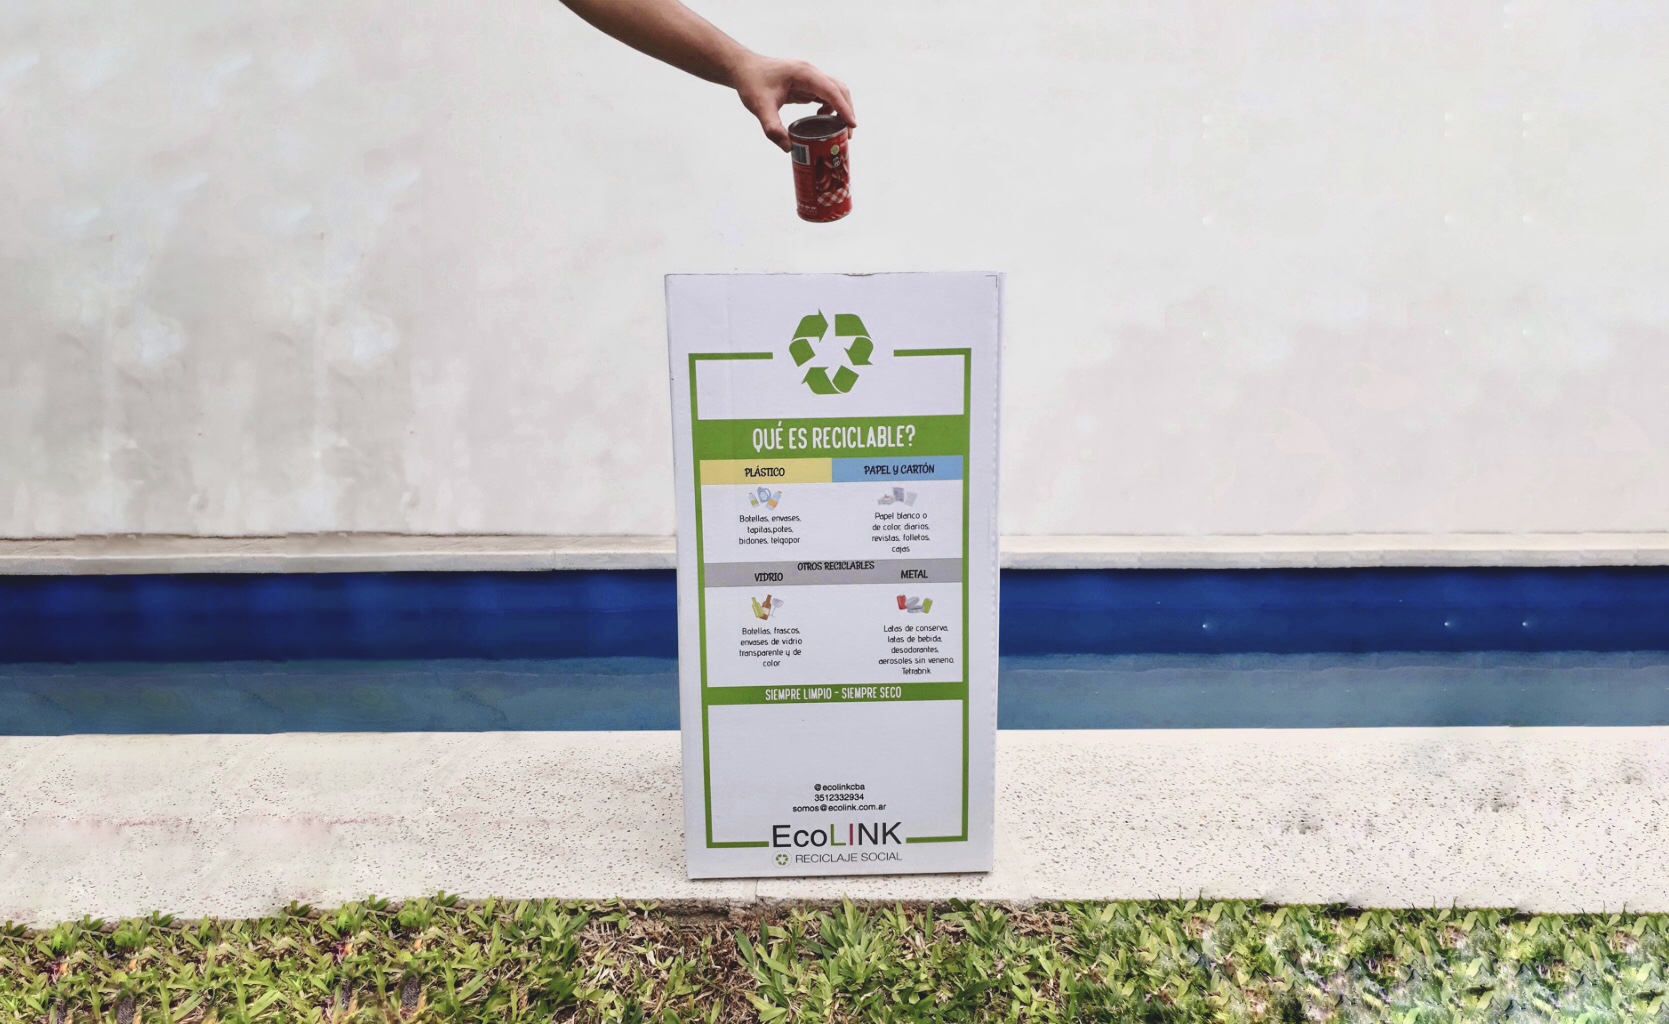 QUÉ ES RECICLABLE?
PLÁSTICO
Botellas, envases,
tapitas,potes,
bidones, telgopor
PAPEL y CARTÓN
Papel blanco o
de color, diarios,
revistas, folletos,
cajas
OTROS RECICLABLES
VIDRIO
Botellas, frascos,
envases de vidrio
transparente y de
color
METAL
Latas de conserva,
latas de bebida,
desodorantes,
aerosoles sin veneno,
Tetrabrik
SIEMPRE LIMPIO - SIEMPRE SECO
@ecolinkcba
3512332934
somos@ecolink.com.ar
EcoLINK
RECICLAJE SOCIAL